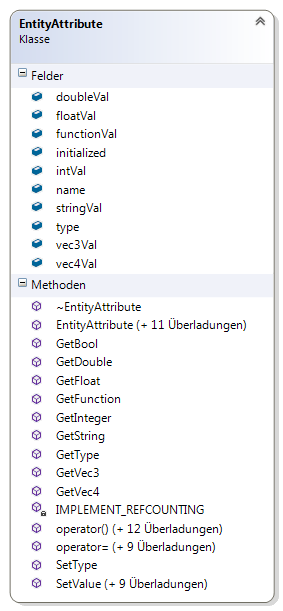 EntityAttribute
Klasse
Felder
doubleVal
floatVal
functionVal
initialized
intVal
name
stringVal
type
vec3Val
vec4Val
Methoden
~EntityAttribute
EntityAttribute (+ 11 Überladungen)
GetBool
GetDouble
GetFloat
GetFunction
GetInteger
GetString
GetType
GetVec3
GetVec4
IMPLEMENT_REFCOUNTING
operator() (+ 12 Überladungen)
operator= (+ 9 Überladungen)
SetType
SetValue (+ 9 Überladungen)